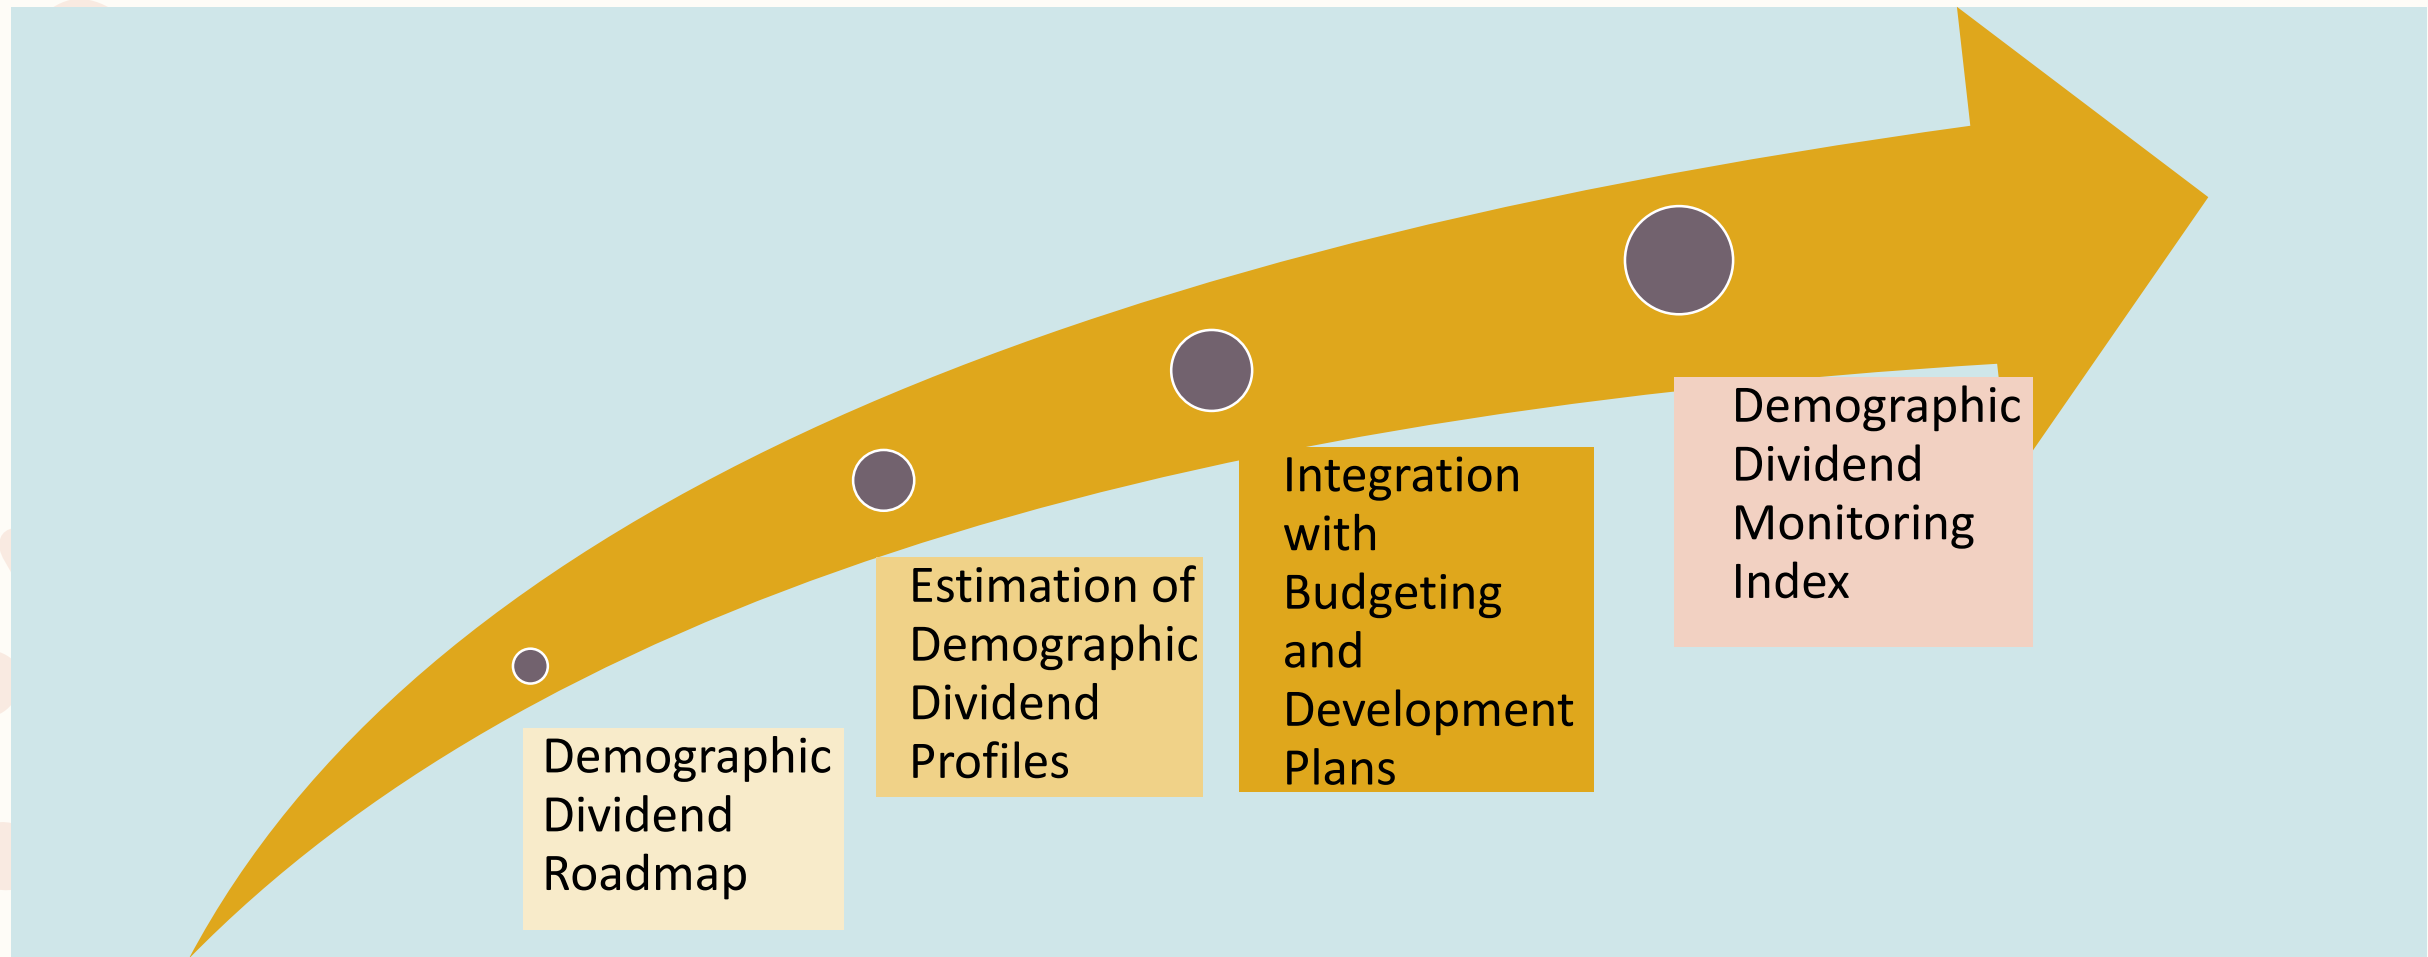 Demographic
Dividend
Roadmap
Estimation of
Demographic
Dividend
Profiles
Integration
with
Budgeting
and
Development
Plans
Demographic
Dividend
Monitoring
Index